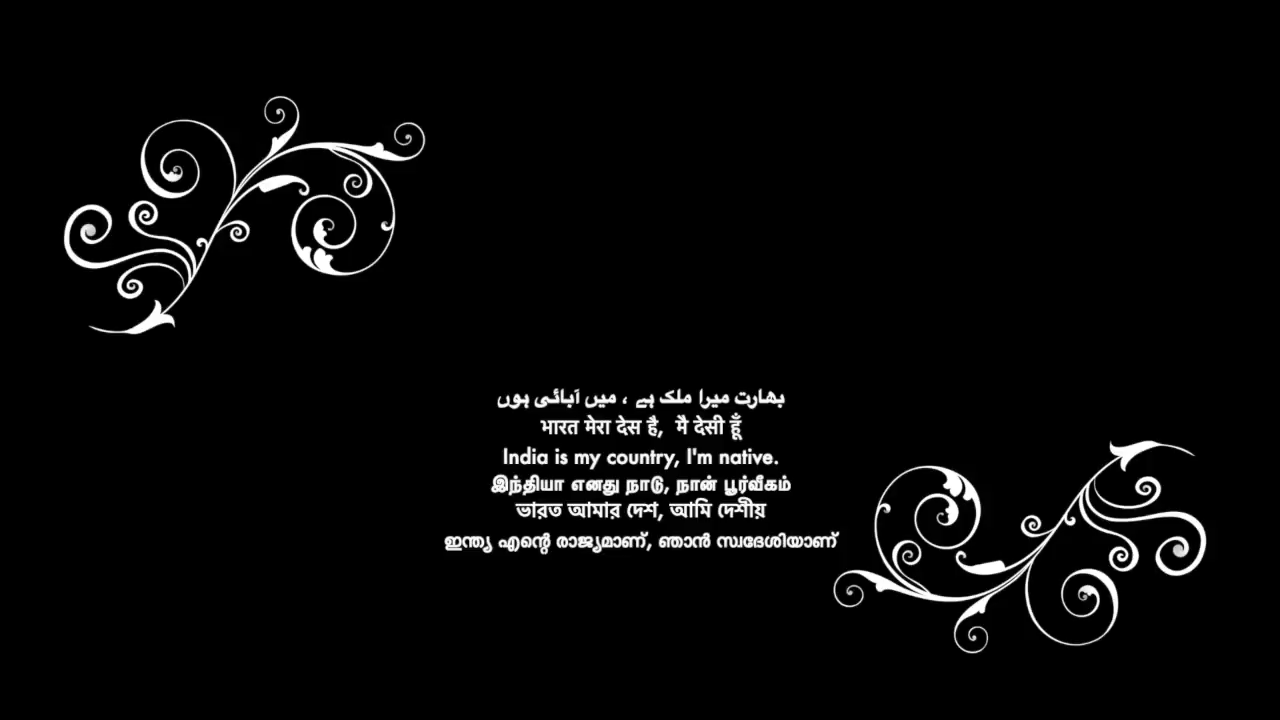 بھارت میرا ملک ہے ، میں آبائی ہوں
भारत मेरा देस है, मै देसी हूँ
India is my country, I'm native.
இந்தியா எனது நாடு, நான் பூர்வீகம்
ভারত আমার দেশ, আমি দেশীয়
ഇന്ത്യ എന്റെ രാജ്യമാണ്, ഞാൻ സ്വദേശിയാണ്